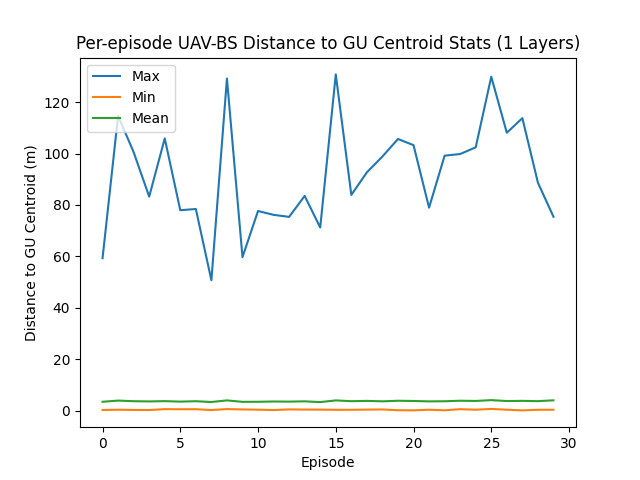 Per-episode UAV-BS Distance to GU Centroid Stats (1 Layers)
Max
Min
Mean
Distance to GU Centroid (m)
120
100
80
60
40
20
0
0 5 10 15 20 25 30
Episode